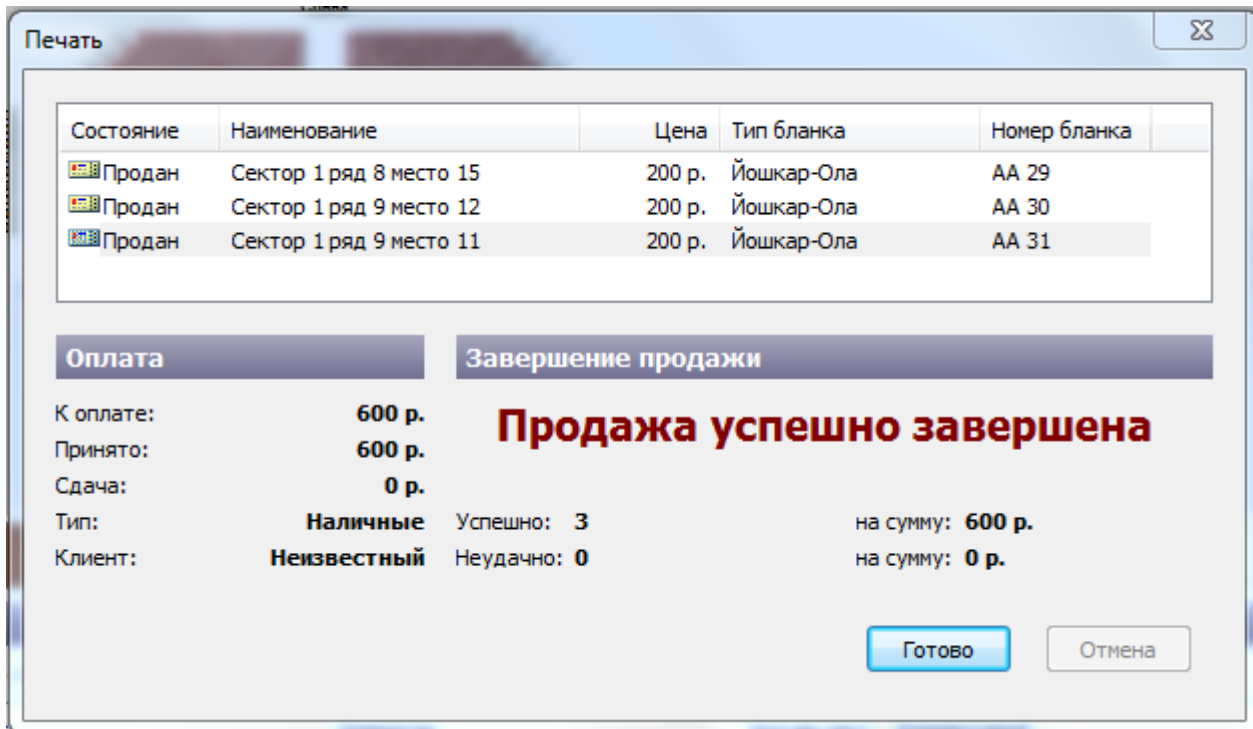 Печать
Состояние Наименование Цена Тип бланка Номер бланка
Продан Сектор 1 ряд 8 место 15 200 р. Йошкар-Ола АА 29
Продан Сектор 1 ряд 9 место 12 200 р. Йошкар-Ола АА 30
Продан Сектор 1 ряд 9 место 11 200 р. Йошкар-Ола АА 31
Оплата
К оплате: 600 р.
Принято: 600 р.
Сдача: 0 р.
Тип: Наличные
Клиент: Неизвестный
Завершение продажи
Продажа успешно завершена
Успешно: 3 на сумму: 600 р.
Неудачно: 0 на сумму: 0 р.
Готово Отмена